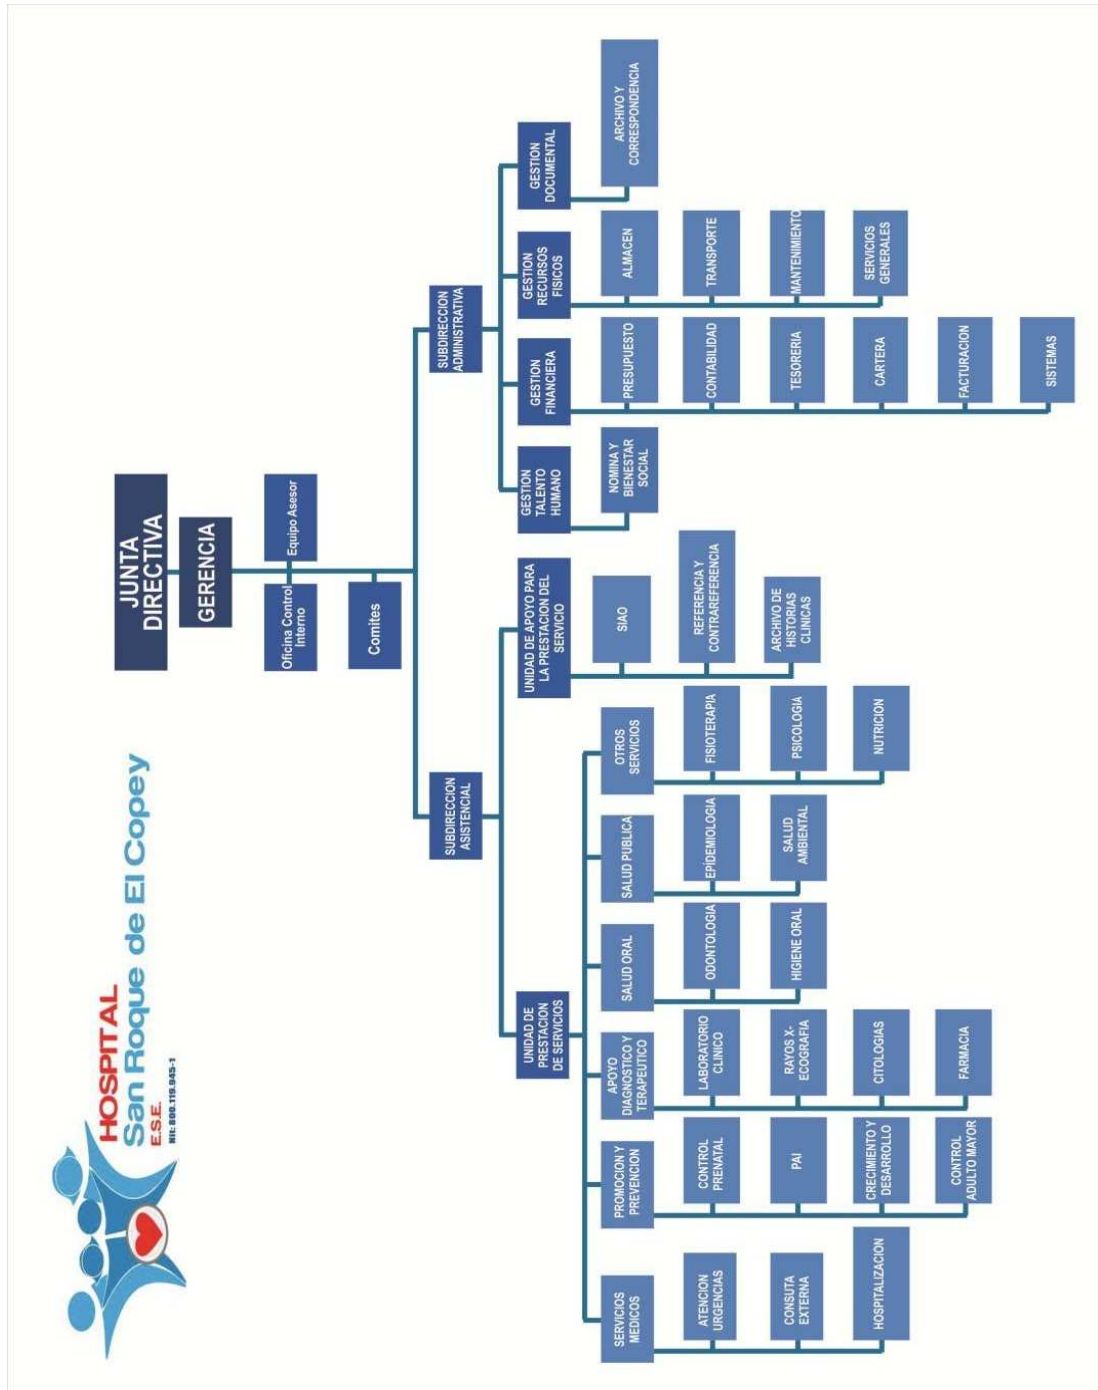 HOSPITAL
San Roque de El Copey
E.S.E.
Nit: 800.119.945-1
JUNTA
DIRECTIVA
GERENCIA
Oficina Control
Interno
Equipo Asesor
Comites
SUBDIRECCION
ASISTENCIAL
SUBDIRECCION
ADMINISTRATIVA
UNIDAD DE
PRESTACION
DE SERVICIOS
UNIDAD DE APOYO PARA
LA PRESTACION DEL
SERVICIO
GESTION
TALENTO
HUMANO
GESTION
FINANCIERA
GESTION
RECURSOS
FISICOS
GESTION
DOCUMENTAL
SERVICIOS
MEDICOS
ATENCION
URGENCIAS
CONSUTA
EXTERNA
HOSPITALIZACION
PROMOCION Y
PREVENCION
CONTROL
PRENATAL
PAI
CRECIMIENTO Y
DESARROLLO
CONTROL
ADULTO MAYOR
APOYO
DIAGNOSTICO Y
TERAPEUTICO
LABORATORIO
CLINICO
RAYOS X-
ECOGRAFIA
CITOLOGIAS
FARMACIA
SALUD ORAL
ODONTOLOGIA
HIGIENE ORAL
SALUD PUBLICA
EPÍDEMIOLOGIA
SALUD
AMBIENTAL
OTROS
SERVICIOS
FISIOTERAPIA
PSICOLOGIA
NUTRICION
SIAO
REFERENCIA Y
CONTRAREFERENCIA
ARCHIVO DE
HISTORIAS
CLINICAS
NOMINA Y
BIENESTAR
SOCIAL
PRESUPUESTO
CONTABILIDAD
TESORERIA
CARTERA
FACTURACION
SISTEMAS
ALMACEN
TRANSPORTE
MANTENIMIENTO
SERVICIOS
GENERALES
ARCHIVO Y
CORRESPONDENCIA